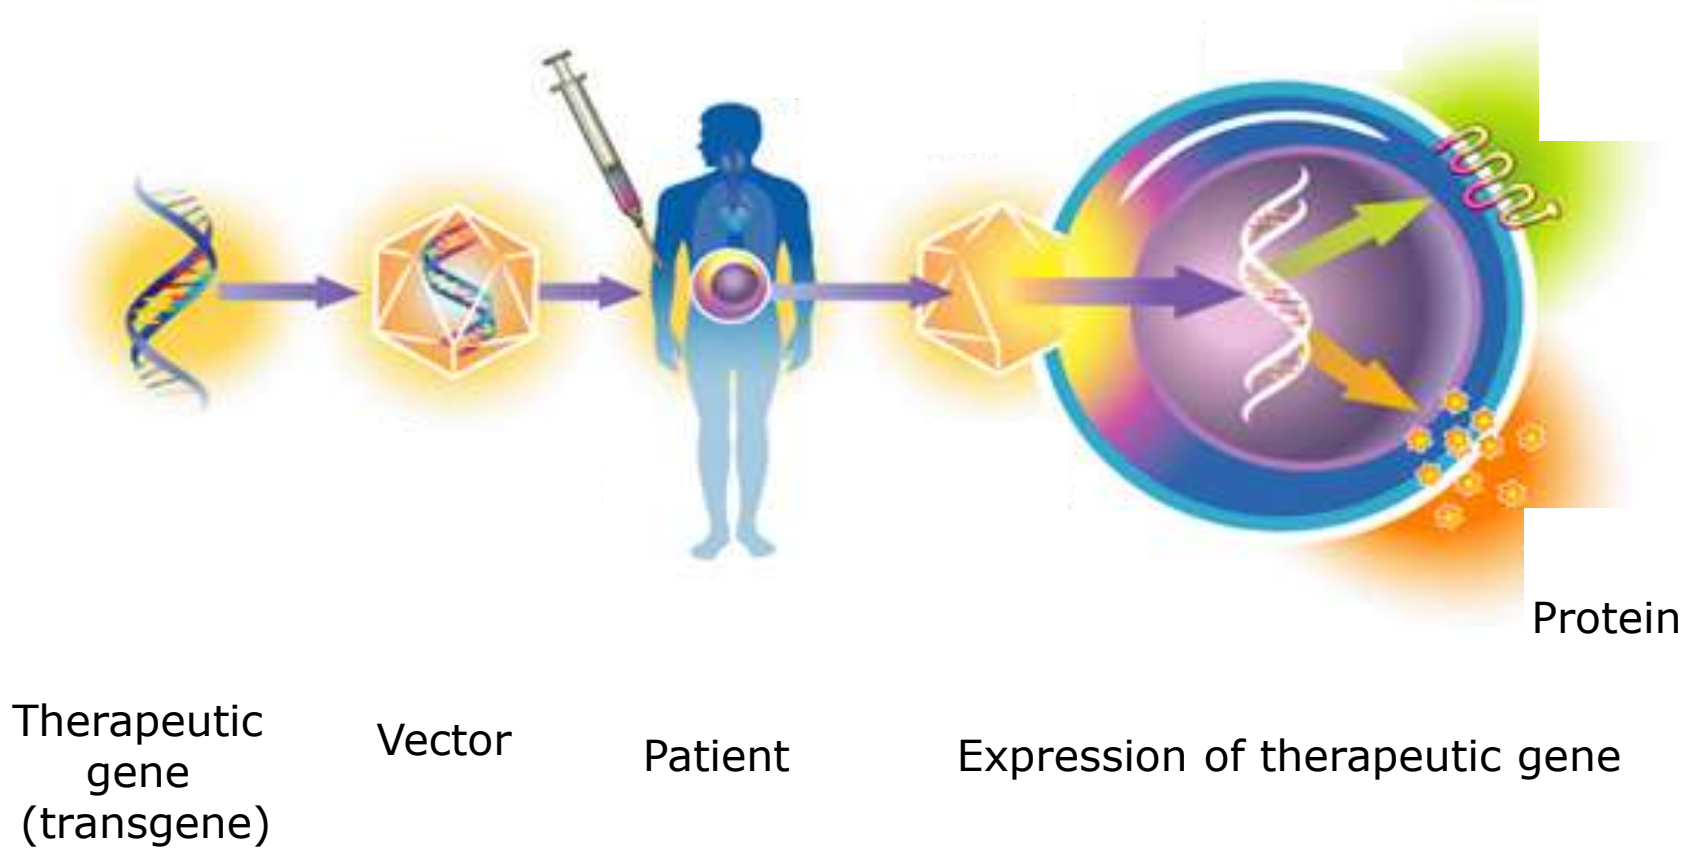 Protein
Therapeutic
gene
(transgene)
Vector
Patient
Expression of therapeutic gene